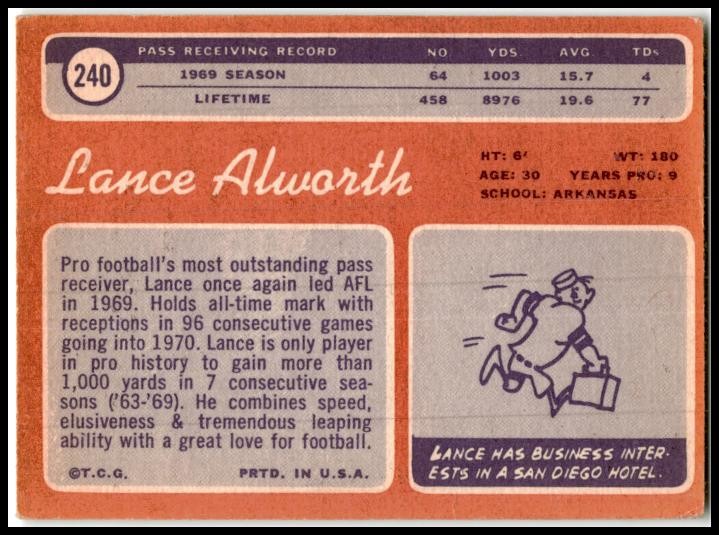 240
PASS RECEIVING RECORD NO YDS. AVG. TDs
1969 SEASON 64 1003 15.7 4
LIFETIME 458 8976 19.6 77
Lance Alworth
HT: 6' WT: 180
AGE: 30 YEARS PRO: 9
SCHOOL: ARKANSAS
Pro football's most outstanding pass
receiver, Lance once again led AFL
in 1969. Holds all-time mark with
receptions in 96 consecutive games
going into 1970. Lance is only player
in pro history to gain more than
1,000 yards in 7 consecutive sea-
sons ('63-'69). He combines speed,
elusiveness & tremendous leaping
ability with a great love for football.
©T.C.G. PRTD. IN U.S.A.
LANCE HAS BUSINESS INTER-
ESTS IN A SAN DIEGO HOTEL.